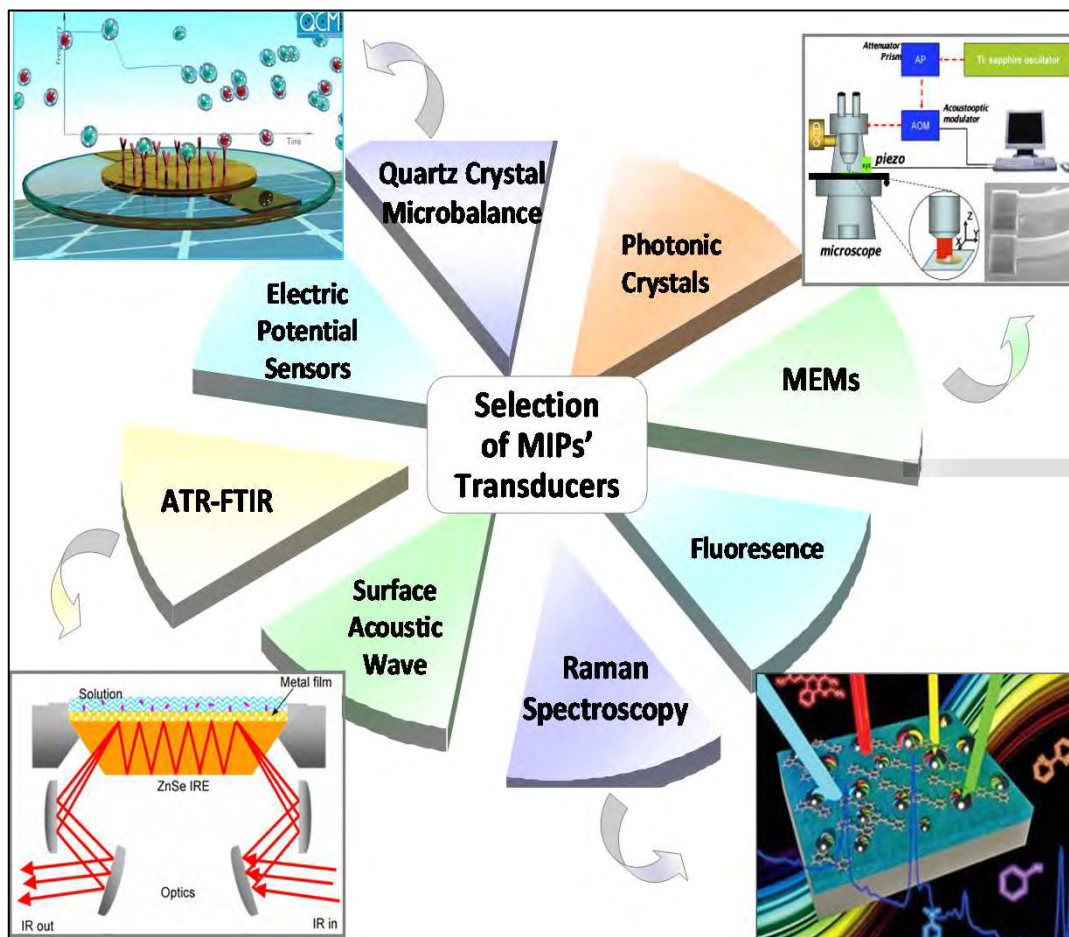 QCM
Frequency
Time
Attenuator
Prism
AP
Ti: sapphire oscillator
Acoustooptic
modulator
AOM
piezo
microscope
Z
Y
X
Quartz Crystal
Microbalance
Photonic
Crystals
Electric
Potential
Sensors
MEMs
Selection
of MIPs'
Transducers
ATR-FTIR
Fluoresence
Surface
Acoustic
Wave
Raman
Spectroscopy
Solution
Metal film
ZnSe IRE
Optics
IR out
IR in